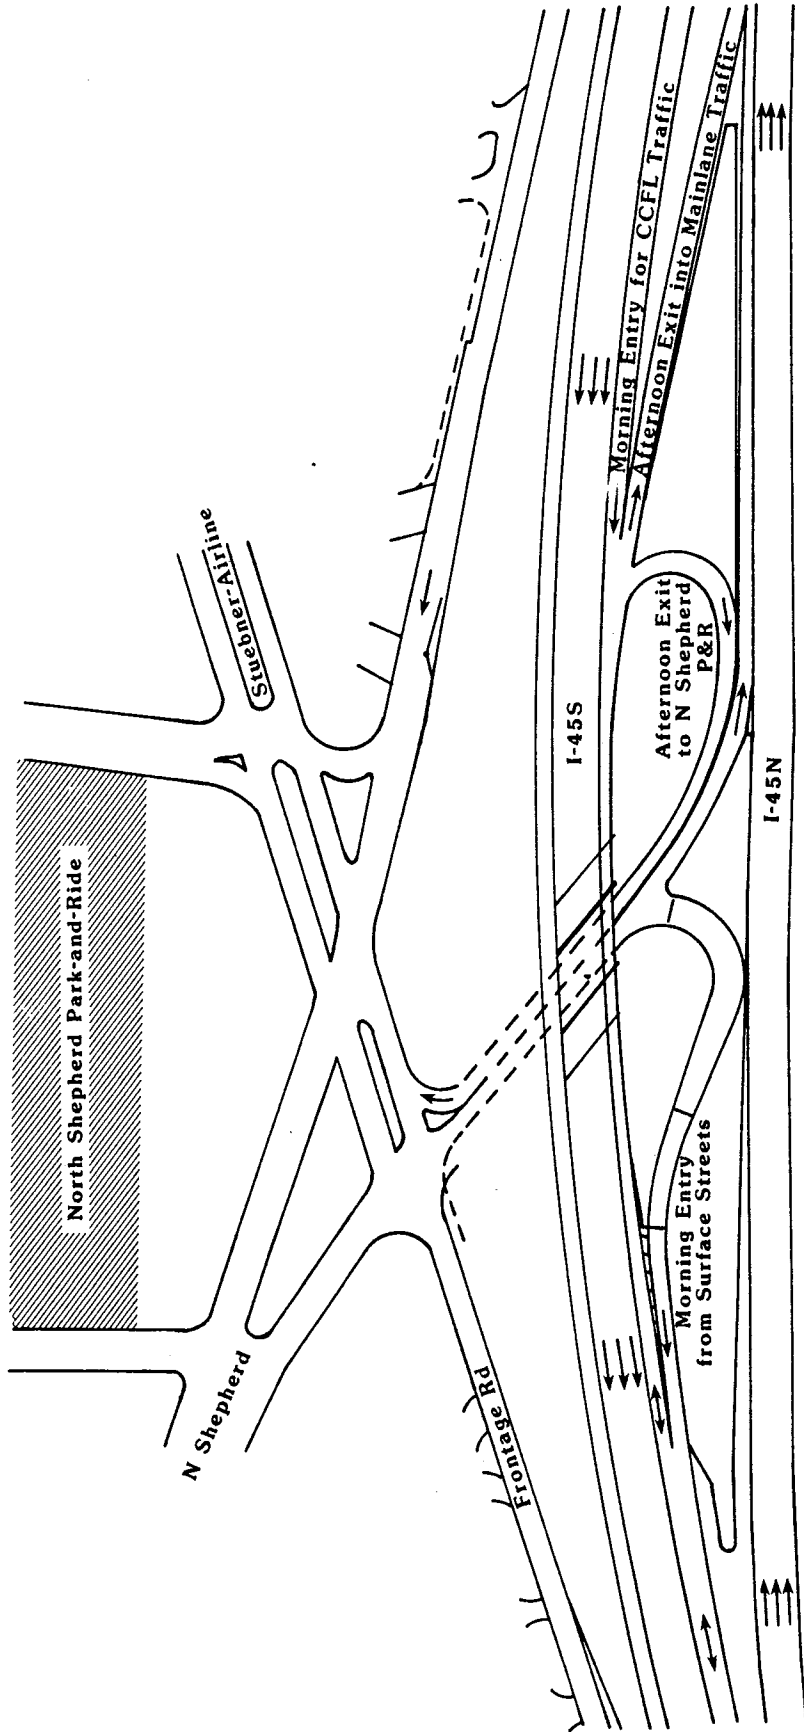 North Shepherd Park-and-Ride
Stuebner-Airline
N Shepherd
Frontage Rd
I-45S
Morning Entry for CCFL Traffic
Afternoon Exit into Mainlane Traffic
Afternoon Exit
to N Shepherd
P&R
Morning Entry
from Surface Streets
I-45N